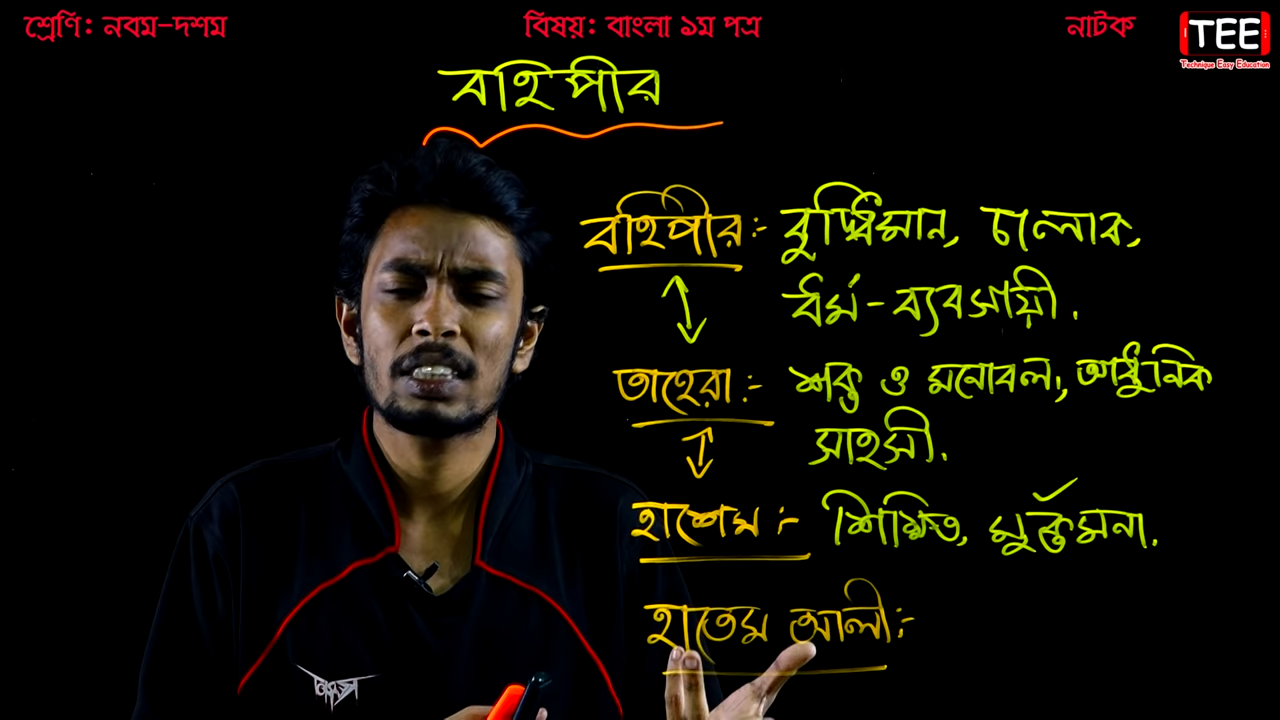 শ্রেণি: নবম-দশম
বিষয়: বাংলা ১ম পত্র
নাটক
TEE
Technique Easy Education
বহিপীর
বহিপীর :- বুদ্ধিমান, চালাক,
ধর্ম - ব্যবসায়ী.
তাহেরা :- শক্ত ও মনোবল, আধুনিক
সাহসী.
হাশেম :- শিক্ষিত, মুক্তমনা.
হাতেম আলী :-